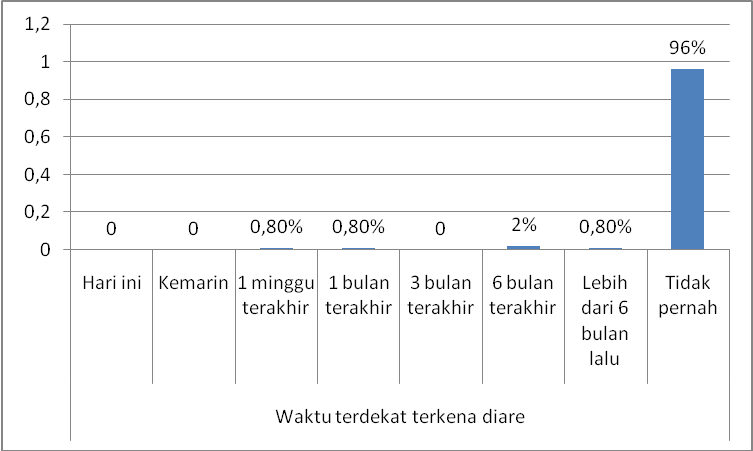 1,2
1
0,8
0,6
0,4
0,2
0
0
0
0,80%
0,80%
0
2%
0,80%
96%
Hari ini
Kemarin
1 minggu
terakhir
1 bulan
terakhir
3 bulan
terakhir
6 bulan
terakhir
Lebih
dari 6
bulan
lalu
Tidak
pernah
Waktu terdekat terkena diare